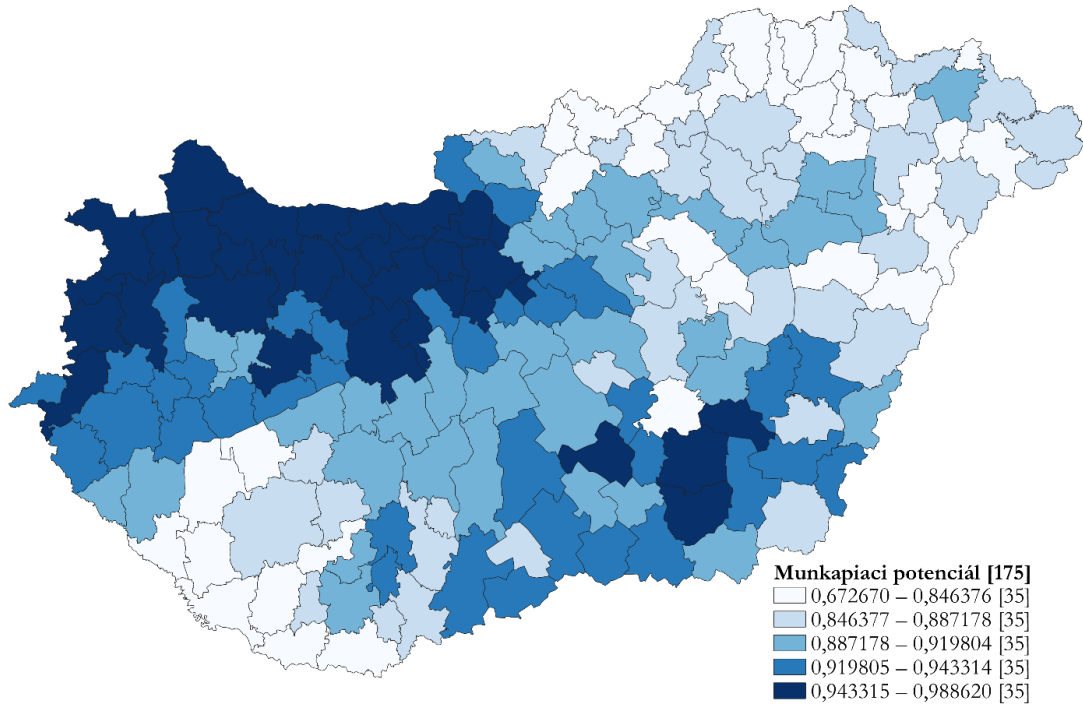 Munkapiaci potenciál [175]
0,672670 – 0,846376 [35]
0,846377 – 0,887178 [35]
0,887178 – 0,919804 [35]
0,919805 – 0,943314 [35]
0,943315 – 0,988620 [35]